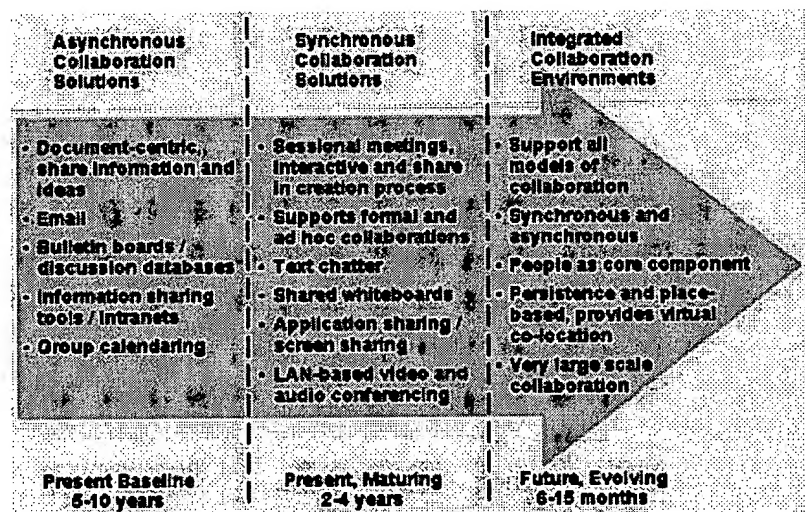 Asynchronous
Collaboration
Solutions
Synchronous
Collaboration
Solutions
Integrated
Collaboration
Environments
• Document-centric,
share information and
ideas
• Email
• Bulletin boards /
discussion databases
• Information sharing
tools / Intranets
• Group calendaring
• Sessional meetings,
interactive and share
in creation process
• Supports formal and
ad hoc collaborations
• Text chatter
• Shared whiteboards
• Application sharing /
screen sharing
• LAN-based video and
audio conferencing
• Support all
models of
collaboration
• Synchronous and
asynchronous
• People as core component
• Persistence and place-
based, provides virtual
co-location
• Very large scale
collaboration
Present Baseline
5-10 years
Present, Maturing
2-4 years
Future, Evolving
6-15 months